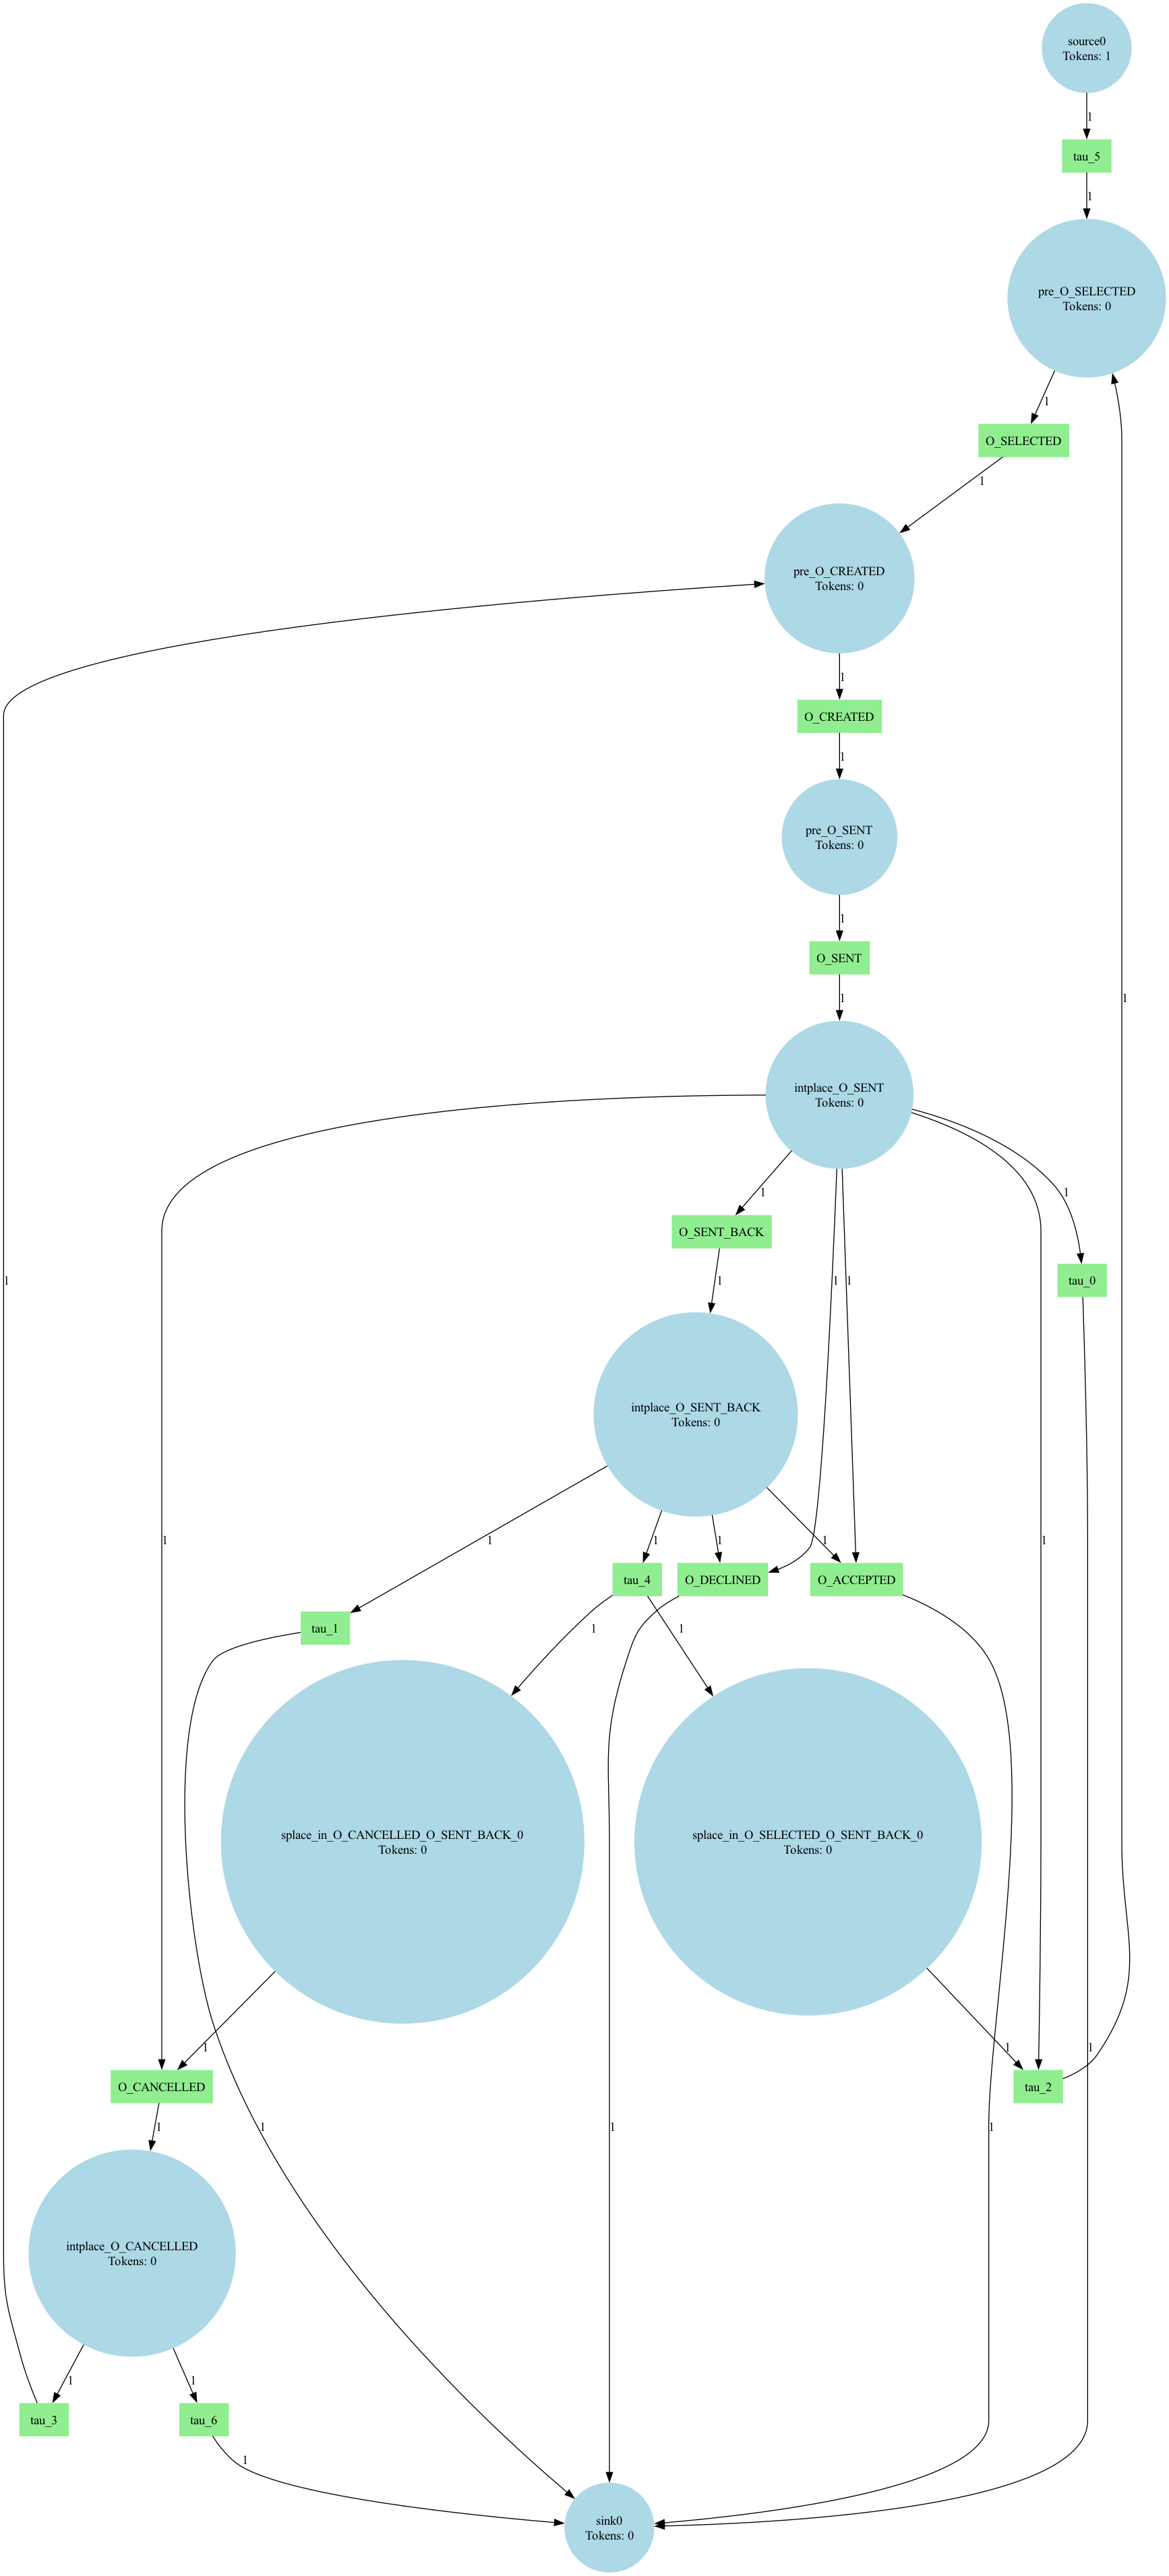 source0
Tokens: 1
1
tau_5
1
pre_O_SELECTED
Tokens: 0
1
O_SELECTED
1
pre_O_CREATED
Tokens: 0
1
O_CREATED
1
pre_O_SENT
Tokens: 0
1
O_SENT
1
1
intplace_O_SENT
Tokens: 0
1
1
O_SENT_BACK
1
1
1
1
tau_0
intplace_O_SENT_BACK
Tokens: 0
1
1
1
1
1
1
tau_4
O_DECLINED
O_ACCEPTED
tau_1
1
1
splace_in_O_CANCELLED_O_SENT_BACK_0
Tokens: 0
splace_in_O_SELECTED_O_SENT_BACK_0
Tokens: 0
1
1
1
O_CANCELLED
tau_2
1
1
1
1
intplace_O_CANCELLED
Tokens: 0
1
1
tau_3
tau_6
1
sink0
Tokens: 0